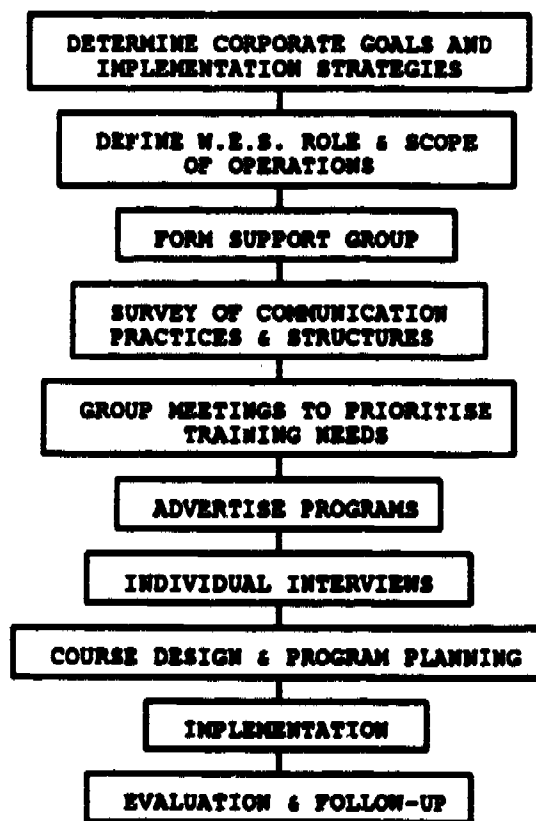 DETERMINE CORPORATE GOALS AND
IMPLEMENTATION STRATEGIES
DEFINE W.E.S. ROLE & SCOPE
OF OPERATIONS
FORM SUPPORT GROUP
SURVEY OF COMMUNICATION
PRACTICES & STRUCTURES
GROUP MEETINGS TO PRIORITISE
TRAINING NEEDS
ADVERTISE PROGRAMS
INDIVIDUAL INTERVIEWS
COURSE DESIGN & PROGRAM PLANNING
IMPLEMENTATION
EVALUATION & FOLLOW-UP